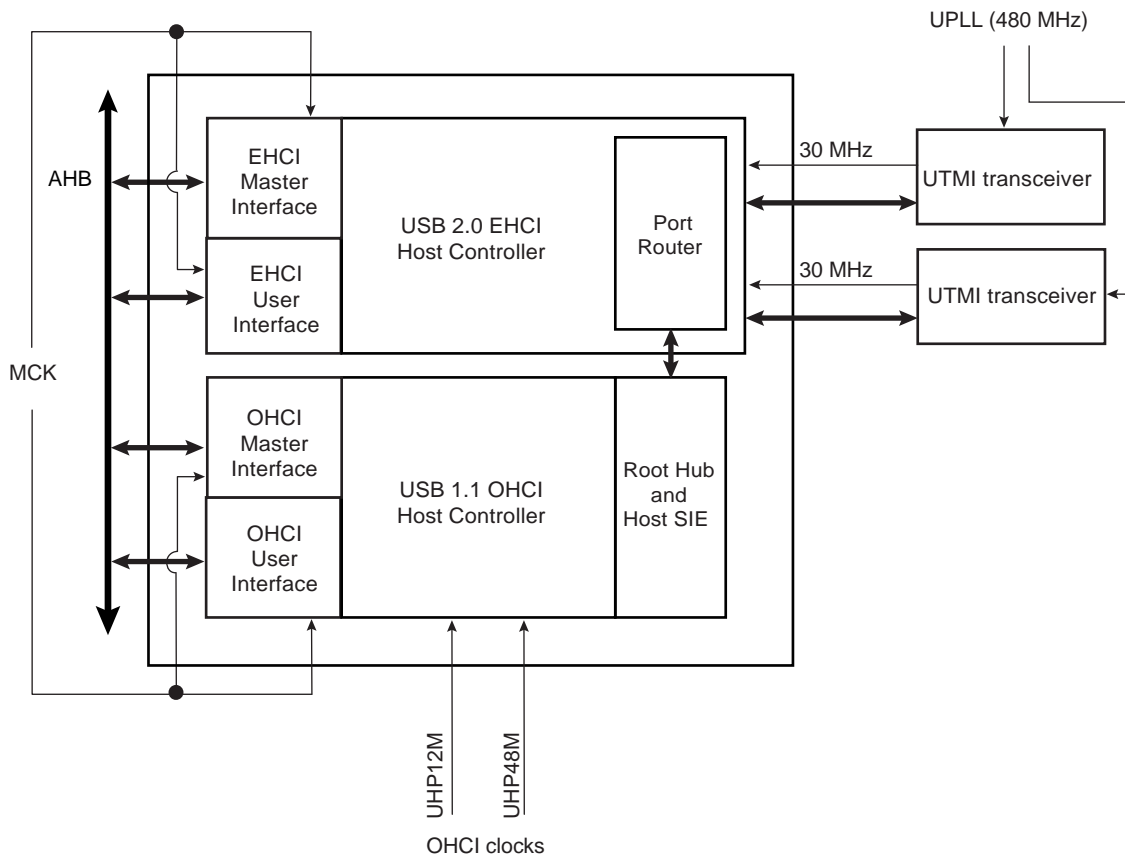 UPLL (480 MHz)
AHB
EHCI
Master
Interface
USB 2.0 EHCI
Host Controller
Port
Router
30 MHz
UTMI transceiver
EHCI
User
Interface
30 MHz
UTMI transceiver
MCK
OHCI
Master
Interface
USB 1.1 OHCI
Host Controller
Root Hub
and
Host SIE
OHCI
User
Interface
UHP12M
UHP48M
OHCI clocks